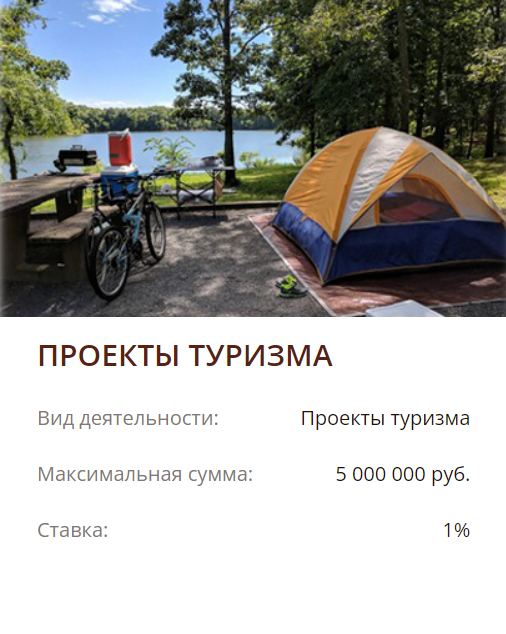 ПРОЕКТЫ ТУРИЗМА
Вид деятельности: Проекты туризма
Максимальная сумма: 5 000 000 руб.
Ставка: 1%